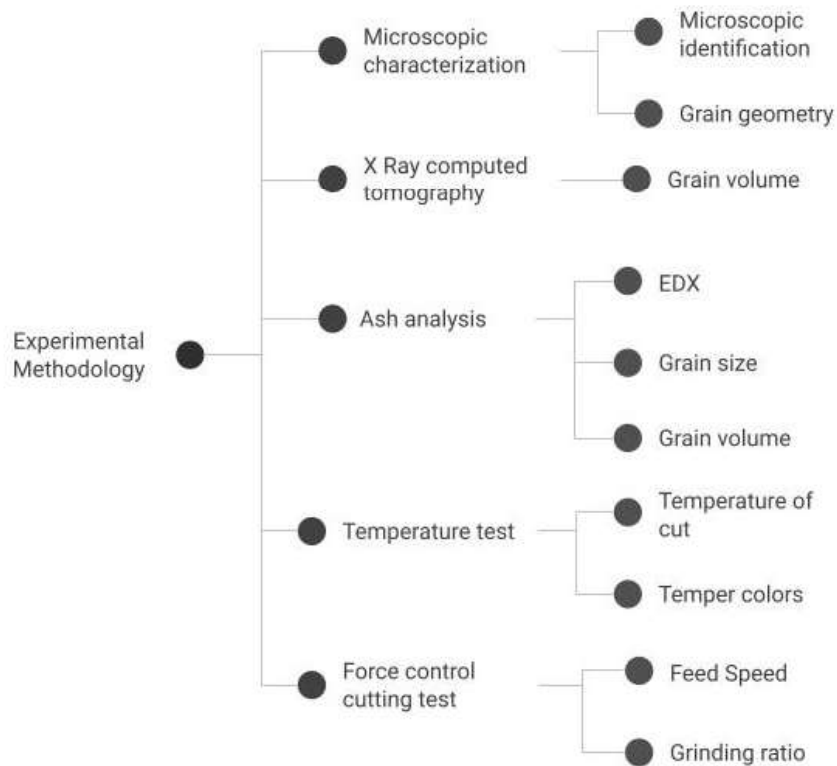 Experimental
Methodology
Microscopic
characterization
Microscopic
identification
Grain geometry
X Ray computed
tomography
Grain volume
Ash analysis
EDX
Grain size
Grain volume
Temperature test
Temperature of
cut
Temper colors
Force control
cutting test
Feed Speed
Grinding ratio